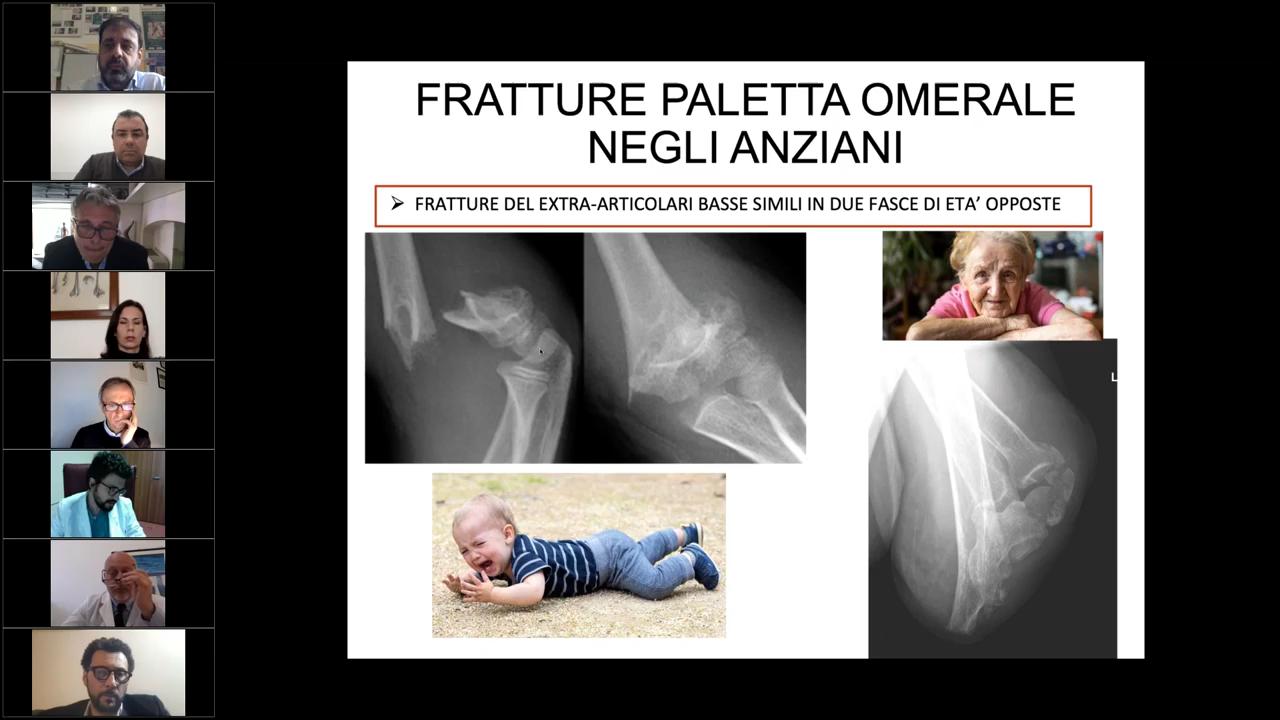 FRATTURE PALETTA OMERALE
NEGLI ANZIANI
FRATTURE DEL EXTRA-ARTICOLARI BASSE SIMILI IN DUE FASCE DI ETA’ OPPOSTE
L